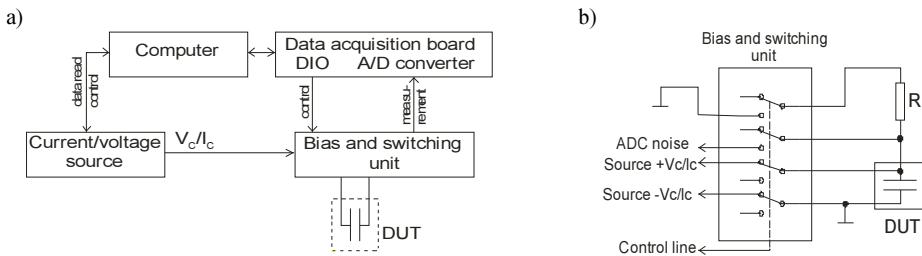 a)
Computer
Data acquisition board
DIO A/D converter
data read
control
control
measu-
rement
Current/voltage
source
Vc/Ic
Bias and switching
unit
DUT
b)
Bias and switching
unit
R
ADC noise
Source +Vc/Ic
Source -Vc/Ic
DUT
Control line